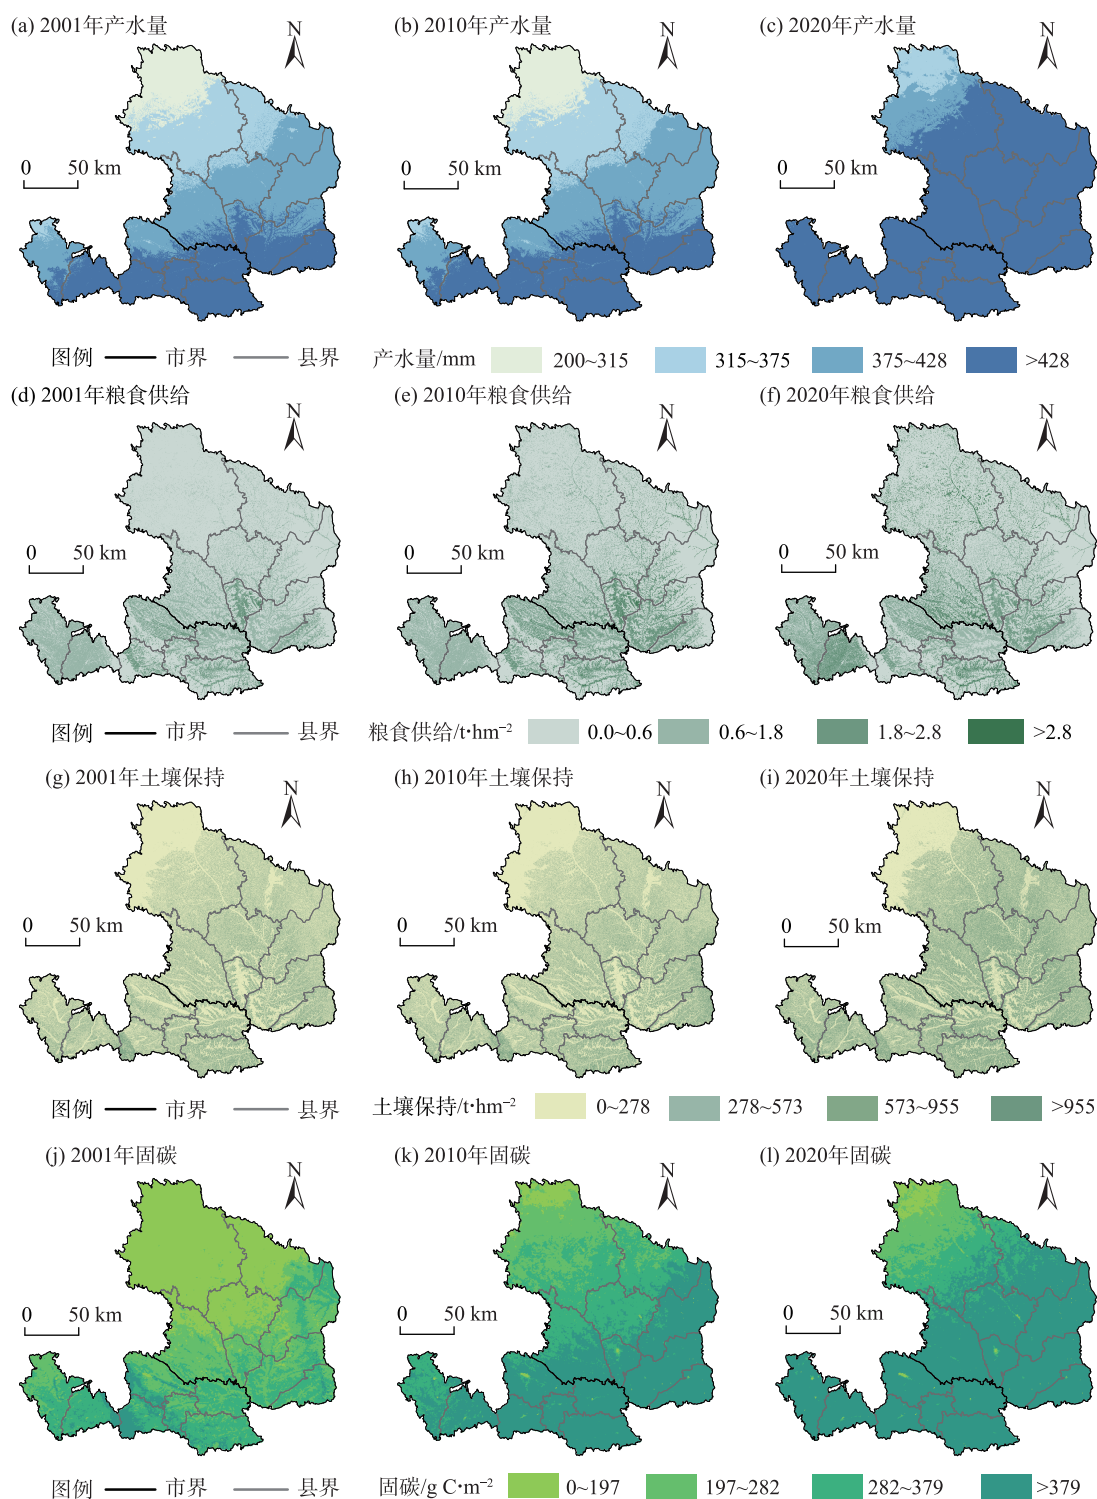 (a) 2001年产水量
(b) 2010年产水量
(c) 2020年产水量
N
N
N
0 50 km
0 50 km
0 50 km
图例 市界 县界 产水量/mm 200~315 315~375 375~428 >428
(d) 2001年粮食供给
(e) 2010年粮食供给
(f) 2020年粮食供给
N
N
N
0 50 km
0 50 km
0 50 km
图例 市界 县界 粮食供给/t·hm⁻² 0.0~0.6 0.6~1.8 1.8~2.8 >2.8
(g) 2001年土壤保持
(h) 2010年土壤保持
(i) 2020年土壤保持
N
N
N
0 50 km
0 50 km
0 50 km
图例 市界 县界 土壤保持/t·hm⁻² 0~278 278~573 573~955 >955
(j) 2001年固碳
(k) 2010年固碳
(l) 2020年固碳
N
N
N
0 50 km
0 50 km
0 50 km
图例 市界 县界 固碳/g C·m⁻² 0~197 197~282 282~379 >379